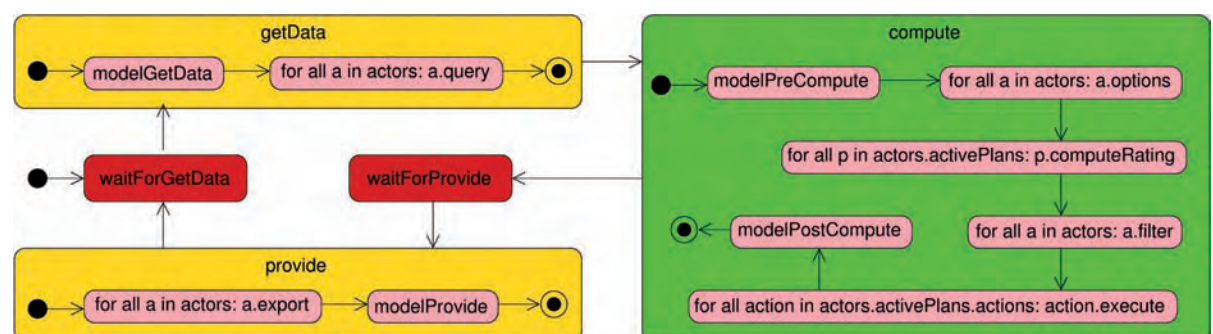 getData
modelGetData
for all a in actors: a.query
waitForGetData
waitForProvide
provide
for all a in actors: a.export
modelProvide
compute
modelPreCompute
for all a in actors: a.options
for all p in actors.activePlans: p.computeRating
for all a in actors: a.filter
modelPostCompute
for all action in actors.activePlans.actions: action.execute